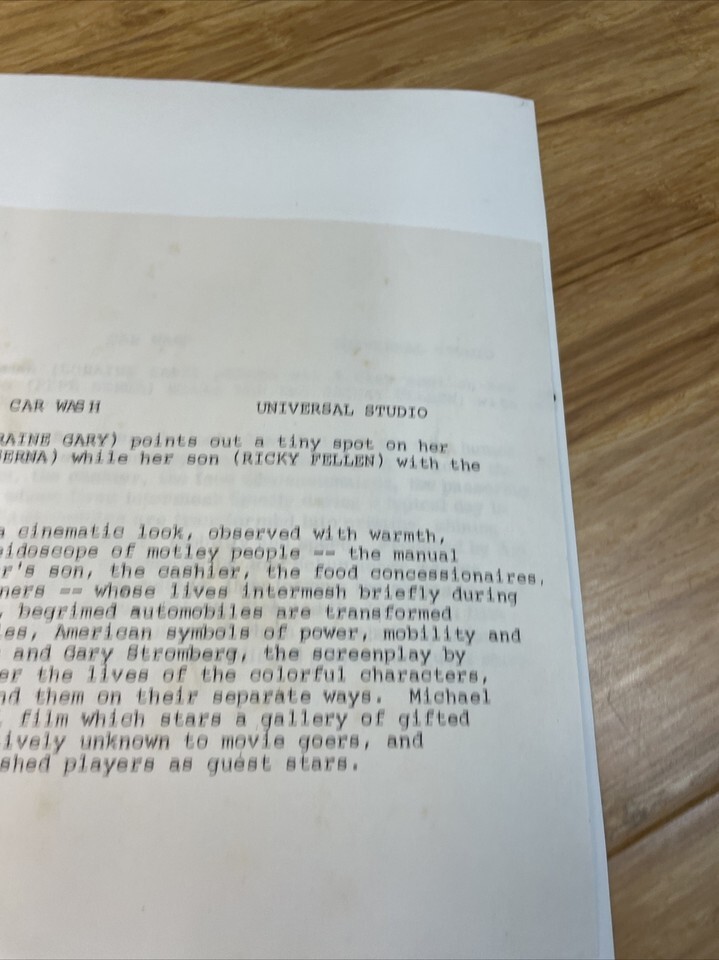 CAR WASH UNIVERSAL STUDIO
RAINE GARY) points out a tiny spot on her
ERNA) while her son (RICKY FELLEN) with the
a cinematic look, observed with warmth,
eidoscope of motley people -- the manual
r's son, the cashier, the food concessionaires,
ners -- whose lives intermesh briefly during
, begrimed automobiles are transformed
les, American symbols of power, mobility and
and Gary Stromberg, the screenplay by
er the lives of the colorful characters,
nd them on their separate ways. Michael
film which stars a gallery of gifted
ively unknown to movie goers, and
shed players as guest stars.